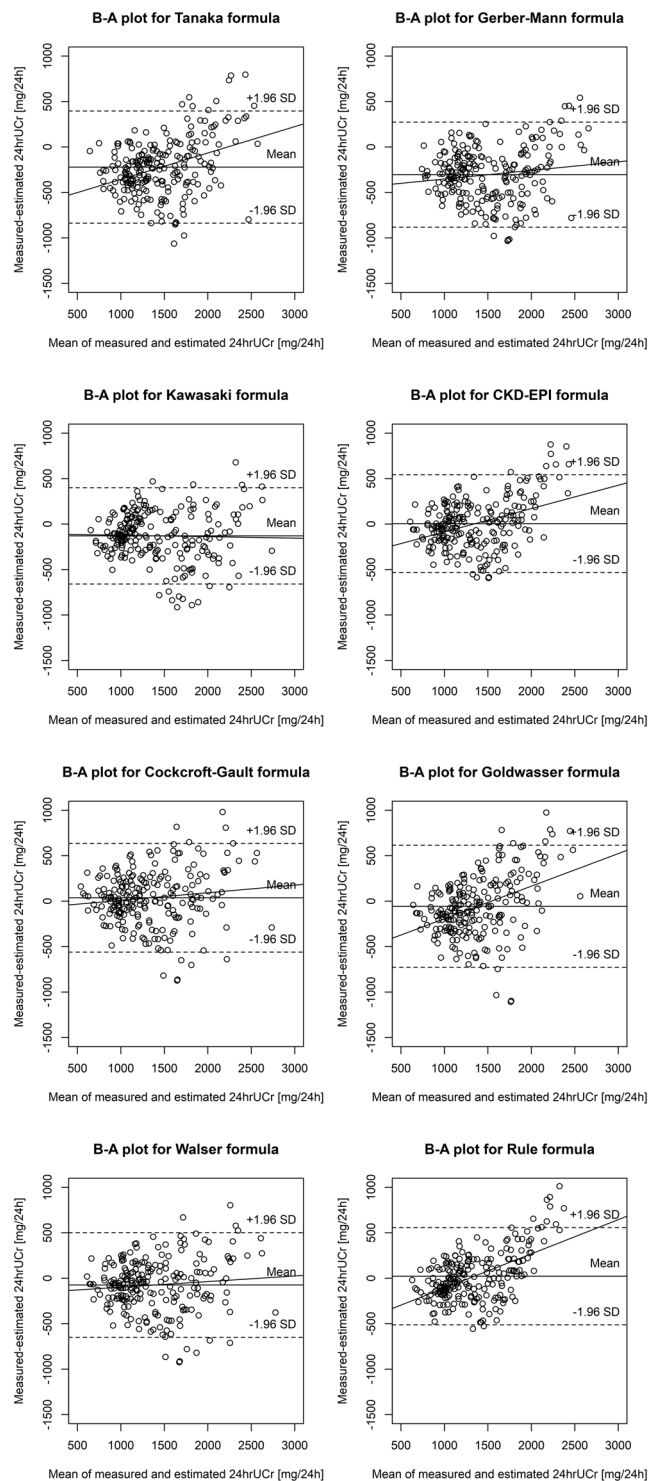 B-A plot for Tanaka formula
Measured-estimated 24hrUCr [mg/24h]
1000
500
0
-500
-1000
-1500
+1.96 SD
Mean
-1.96 SD
500 1000 1500 2000 2500 3000
Mean of measured and estimated 24hrUCr [mg/24h]
B-A plot for Gerber-Mann formula
Measured-estimated 24hrUCr [mg/24h]
1000
500
0
-500
-1000
-1500
+1.96 SD
Mean
-1.96 SD
500 1000 1500 2000 2500 3000
Mean of measured and estimated 24hrUCr [mg/24h]
B-A plot for Kawasaki formula
Measured-estimated 24hrUCr [mg/24h]
1000
500
0
-500
-1000
-1500
+1.96 SD
Mean
-1.96 SD
500 1000 1500 2000 2500 3000
Mean of measured and estimated 24hrUCr [mg/24h]
B-A plot for CKD-EPI formula
Measured-estimated 24hrUCr [mg/24h]
1000
500
0
-500
-1000
-1500
+1.96 SD
Mean
-1.96 SD
500 1000 1500 2000 2500 3000
Mean of measured and estimated 24hrUCr [mg/24h]
B-A plot for Cockcroft-Gault formula
Measured-estimated 24hrUCr [mg/24h]
1000
500
0
-500
-1000
-1500
+1.96 SD
Mean
-1.96 SD
500 1000 1500 2000 2500 3000
Mean of measured and estimated 24hrUCr [mg/24h]
B-A plot for Goldwasser formula
Measured-estimated 24hrUCr [mg/24h]
1000
500
0
-500
-1000
-1500
+1.96 SD
Mean
-1.96 SD
500 1000 1500 2000 2500 3000
Mean of measured and estimated 24hrUCr [mg/24h]
B-A plot for Walser formula
Measured-estimated 24hrUCr [mg/24h]
1000
500
0
-500
-1000
-1500
+1.96 SD
Mean
-1.96 SD
500 1000 1500 2000 2500 3000
Mean of measured and estimated 24hrUCr [mg/24h]
B-A plot for Rule formula
Measured-estimated 24hrUCr [mg/24h]
1000
500
0
-500
-1000
-1500
+1.96 SD
Mean
-1.96 SD
500 1000 1500 2000 2500 3000
Mean of measured and estimated 24hrUCr [mg/24h]